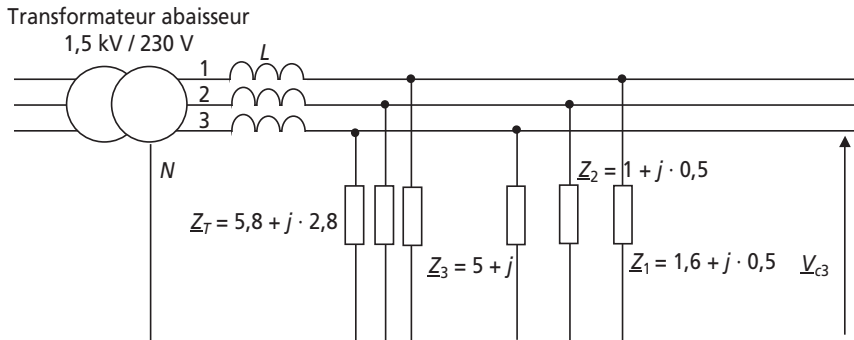 Transformateur abaisseur
1,5 kV / 230 V
1
L
2
3
N
Z_2 = 1 + j · 0,5
Z_T = 5,8 + j · 2,8
Z_3 = 5 + j
Z_1 = 1,6 + j · 0,5
V_c3